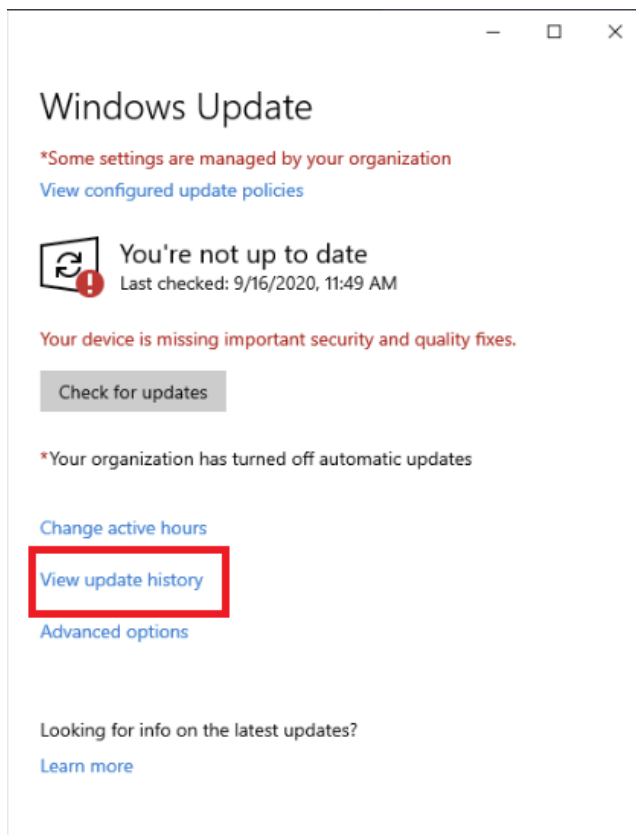 Windows Update
*Some settings are managed by your organization
View configured update policies
You're not up to date
Last checked: 9/16/2020, 11:49 AM
Your device is missing important security and quality fixes.
Check for updates
*Your organization has turned off automatic updates
Change active hours
View update history
Advanced options
Looking for info on the latest updates?
Learn more